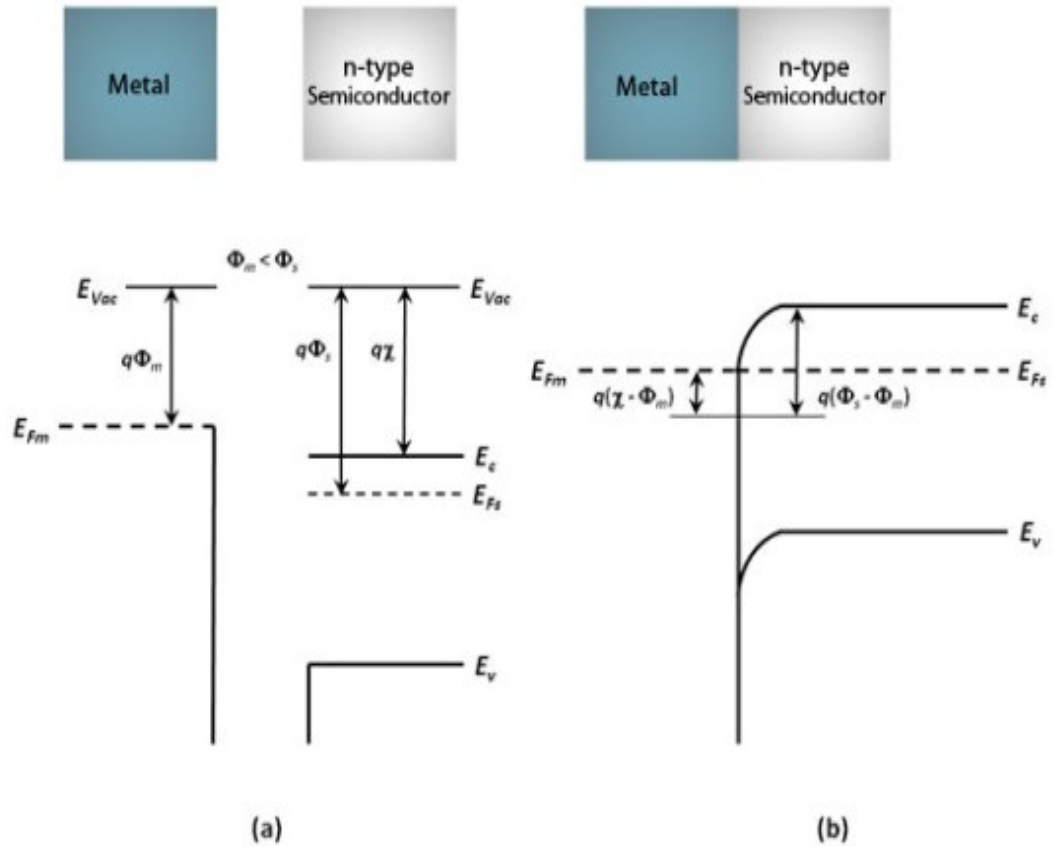 Metal
n-type
Semiconductor
Metal
n-type
Semiconductor
Φm < Φs
EVac
EVac
qΦm
qΦs
qχ
EFm
Ec
EFs
Ev
Ec
EFm
EFs
q(χ - Φm)
q(Φs - Φm)
Ev
(a)
(b)